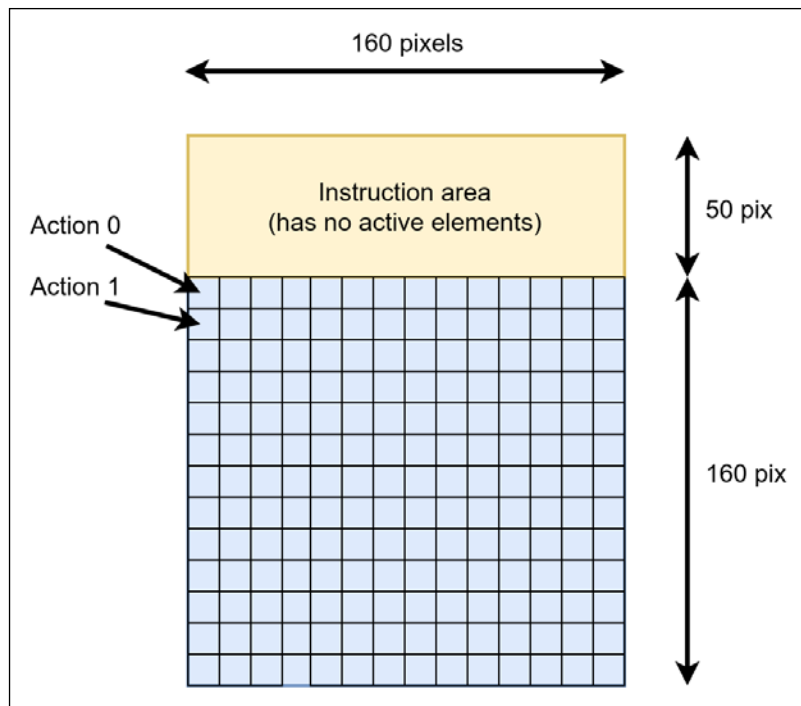 160 pixels
Instruction area
(has no active elements)
50 pix
Action 0
Action 1
160 pix